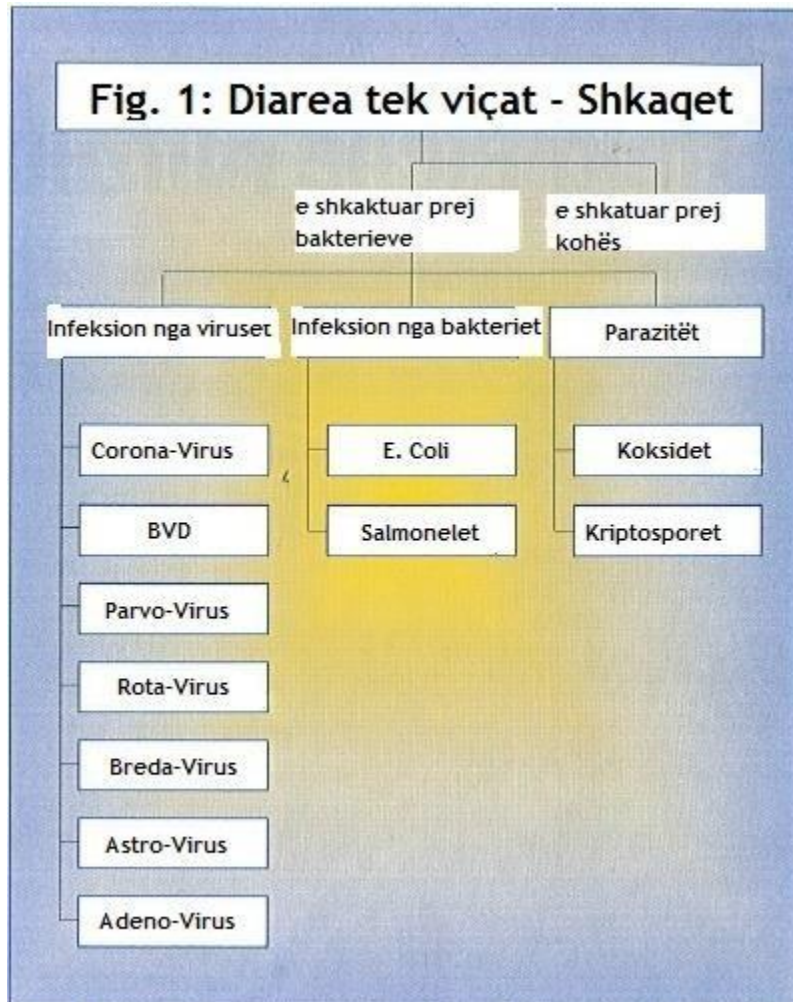 Fig. 1: Diarea tek viçat - Shkaqet
e shkaktuar prej
bakterieve
e shkatuar prej
kohës
Infeksion nga viruset
Infeksion nga bakteriet
Parazitët
Corona-Virus
E. Coli
Koksidet
BVD
Salmonelet
Kriptosporet
Parvo-Virus
Rota-Virus
Breda-Virus
Astro-Virus
Adeno-Virus